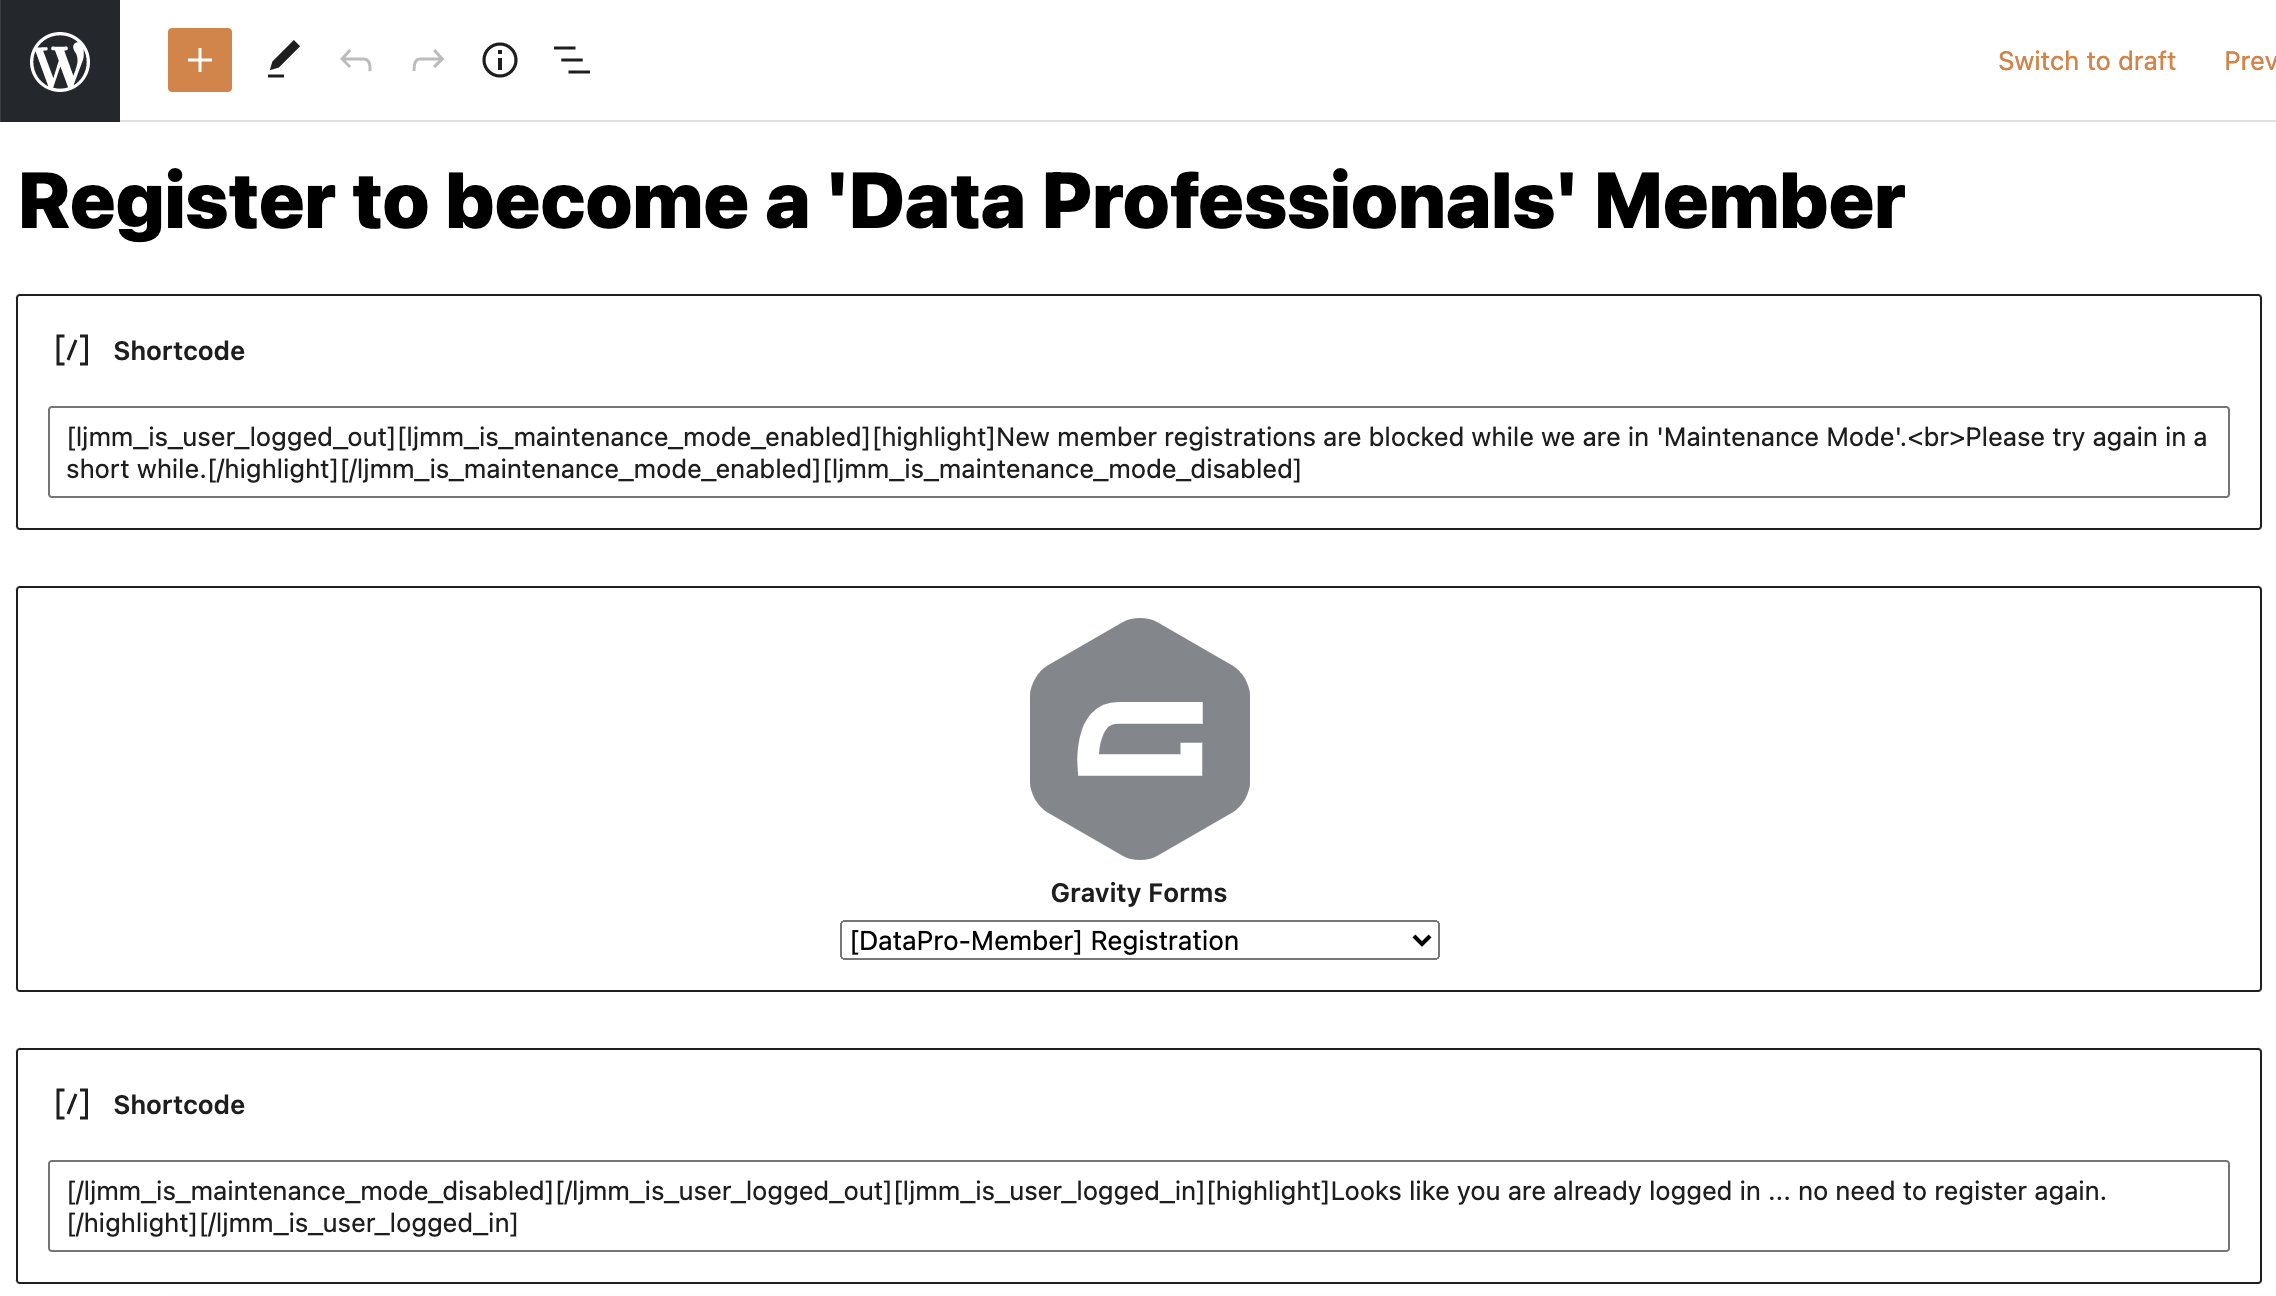 Switch to draft Prev
Register to become a 'Data Professionals' Member
[/] Shortcode
[ljmm_is_user_logged_out][ljmm_is_maintenance_mode_enabled][highlight]New member registrations are blocked while we are in 'Maintenance Mode'.<br>Please try again in a
short while.[/highlight][/ljmm_is_maintenance_mode_enabled][ljmm_is_maintenance_mode_disabled]
Gravity Forms
[DataPro-Member] Registration
[/] Shortcode
[/ljmm_is_maintenance_mode_disabled][/ljmm_is_user_logged_out][ljmm_is_user_logged_in][highlight]Looks like you are already logged in ... no need to register again.
[/highlight][/ljmm_is_user_logged_in]